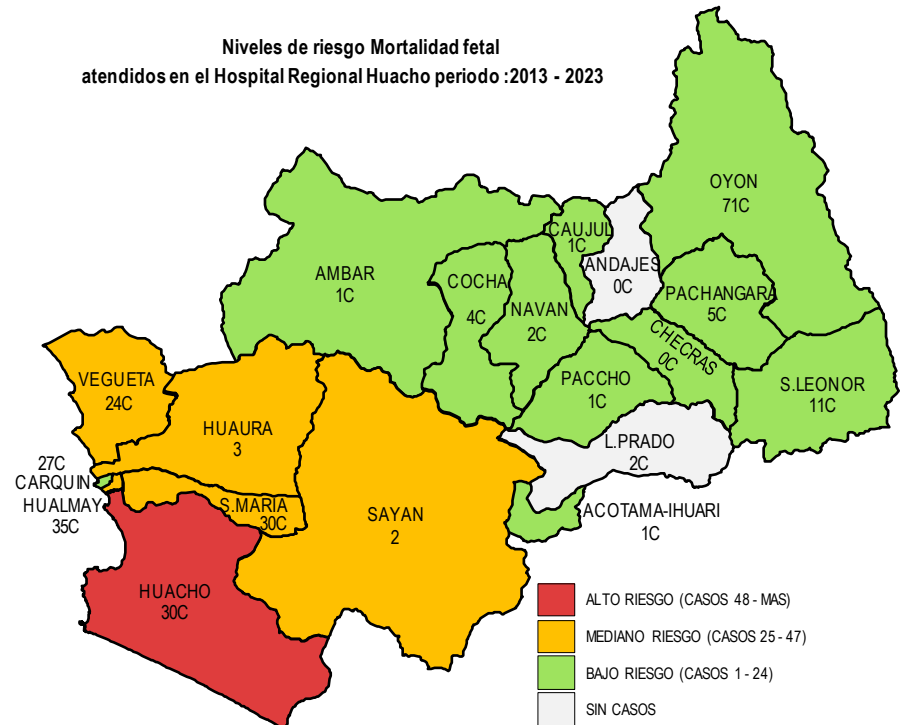 Niveles de riesgo Mortalidad fetal
atendidos en el Hospital Regional Huacho periodo :2013 - 2023
OYON
71C
CAUJUL
1C
ANDAJES
0C
AMBAR
1C
COCHA
4C
NAVAN
2C
PACHANGARA
5C
CHECRAS
0C
VEGUETA
24C
PACCHO
1C
S.LEONOR
11C
HUAURA
3
L.PRADO
2C
27C
CARQUIN
HUALMAY
35C
S.MARIA
30C
SAYAN
2
ACOTAMA-IHUARI
1C
HUACHO
30C
ALTO RIESGO (CASOS 48 - MAS)
MEDIANO RIESGO (CASOS 25 - 47)
BAJO RIESGO (CASOS 1 - 24)
SIN CASOS